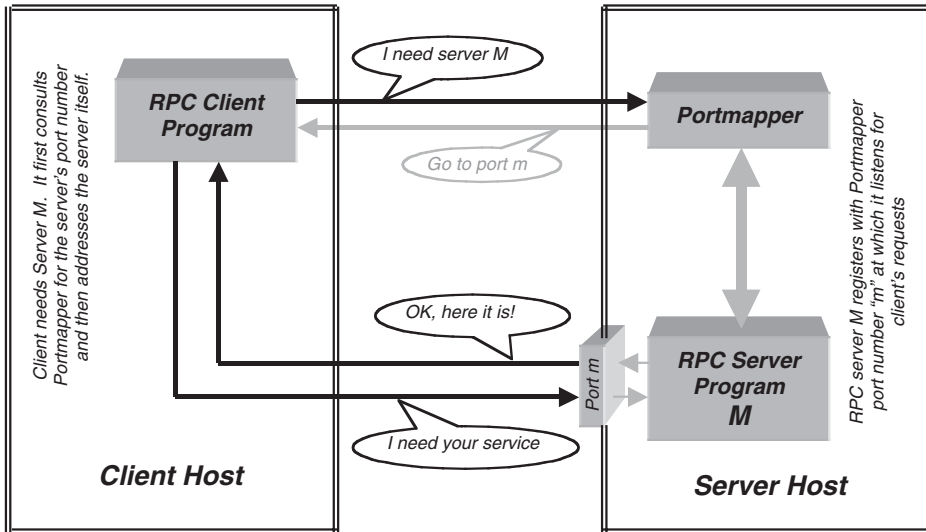 I need server M
RPC Client
Program
Portmapper
Go to port m
Client needs Server M. It first consults
Portmapper for the server's port number
and then addresses the server itself.
RPC server M registers with Portmapper
port number “m” at which it listens for
client's requests
OK, here it is!
Port m
RPC Server
Program
M
I need your service
Client Host
Server Host